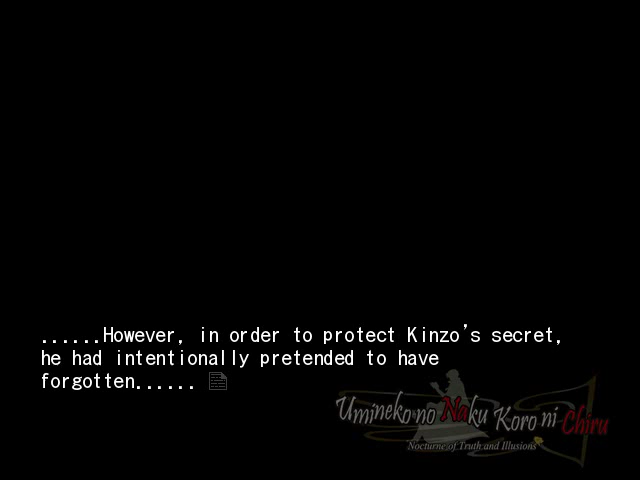 ......However, in order to protect Kinzo's secret,
he had intentionally pretended to have
forgotten......
Umineko no Naku Koro ni Chiru
Nocturne of Truth and Illusions